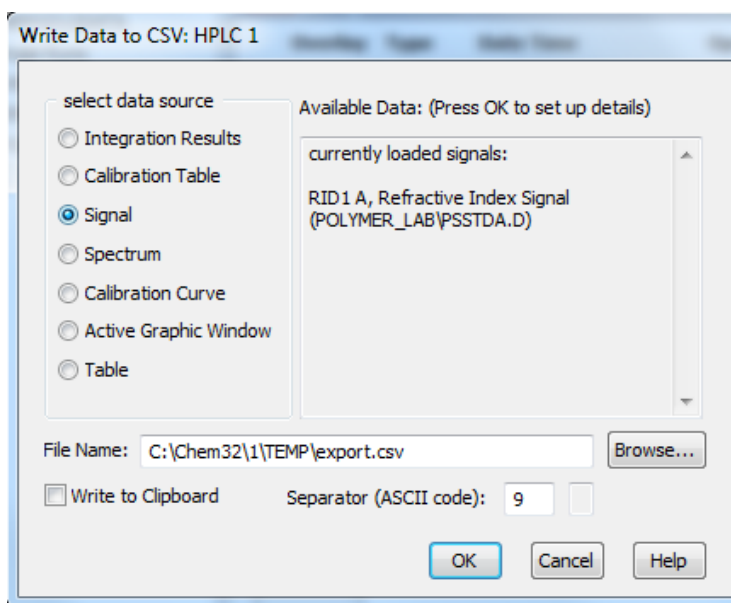 Write Data to CSV: HPLC 1
select data source
Integration Results
Calibration Table
Signal
Spectrum
Calibration Curve
Active Graphic Window
Table
Available Data: (Press OK to set up details)
currently loaded signals:
RID1 A, Refractive Index Signal
(POLYMER_LAB\PSSTDA.D)
File Name: C:\Chem32\1\TEMP\export.csv Browse...
Write to Clipboard Separator (ASCII code): 9
OK Cancel Help